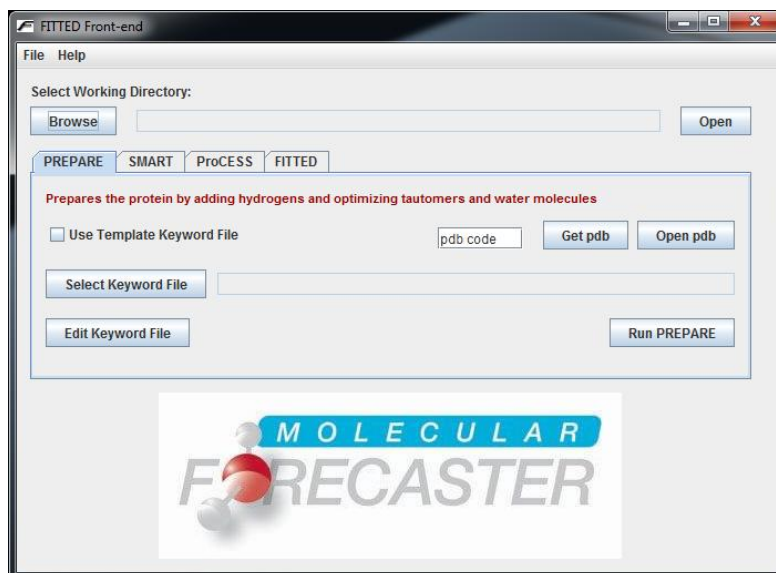 FITTED Front-end
File Help
Select Working Directory:
Browse Open
PREPARE SMART ProCESS FITTED
Prepares the protein by adding hydrogens and optimizing tautomers and water molecules
Use Template Keyword File pdb code Get pdb Open pdb
Select Keyword File
Edit Keyword File Run PREPARE
MOLECULAR
FORECASTER